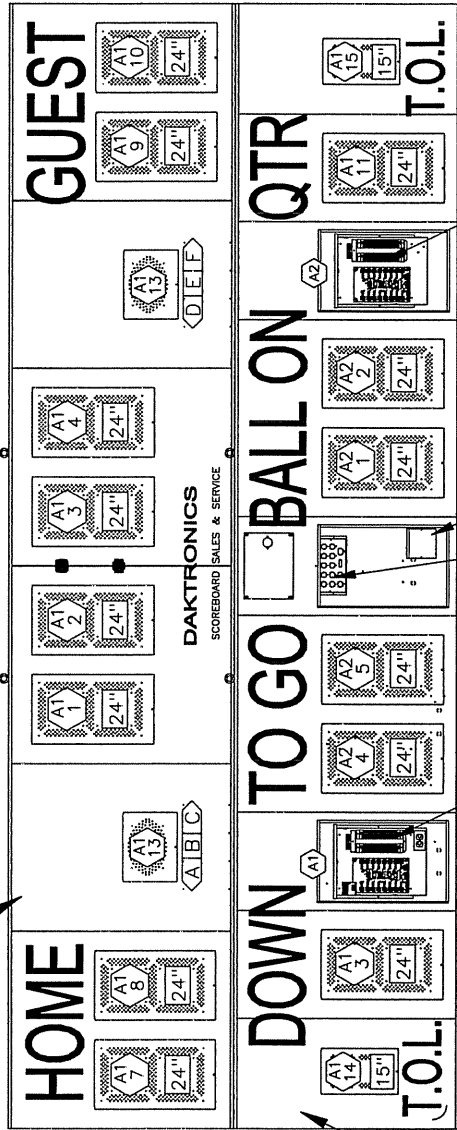 HOME
A1
7
24"
A1
8
24"
A1
13
A B C
A1
1
24"
A1
2
24"
A1
3
24"
A1
4
24"
DAKTRONICS
SCOREBOARD SALES & SERVICE
A1
13
D E F
GUEST
A1
9
24"
A1
10
24"
A1
14
15"
T.O.L.
DOWN
A1
3
24"
A1
TO GO
A2
4
24"
A2
5
24"
BALL ON
A2
1
24"
A2
2
24"
A2
QTR
A1
11
24"
A1
15
15"
T.O.L.